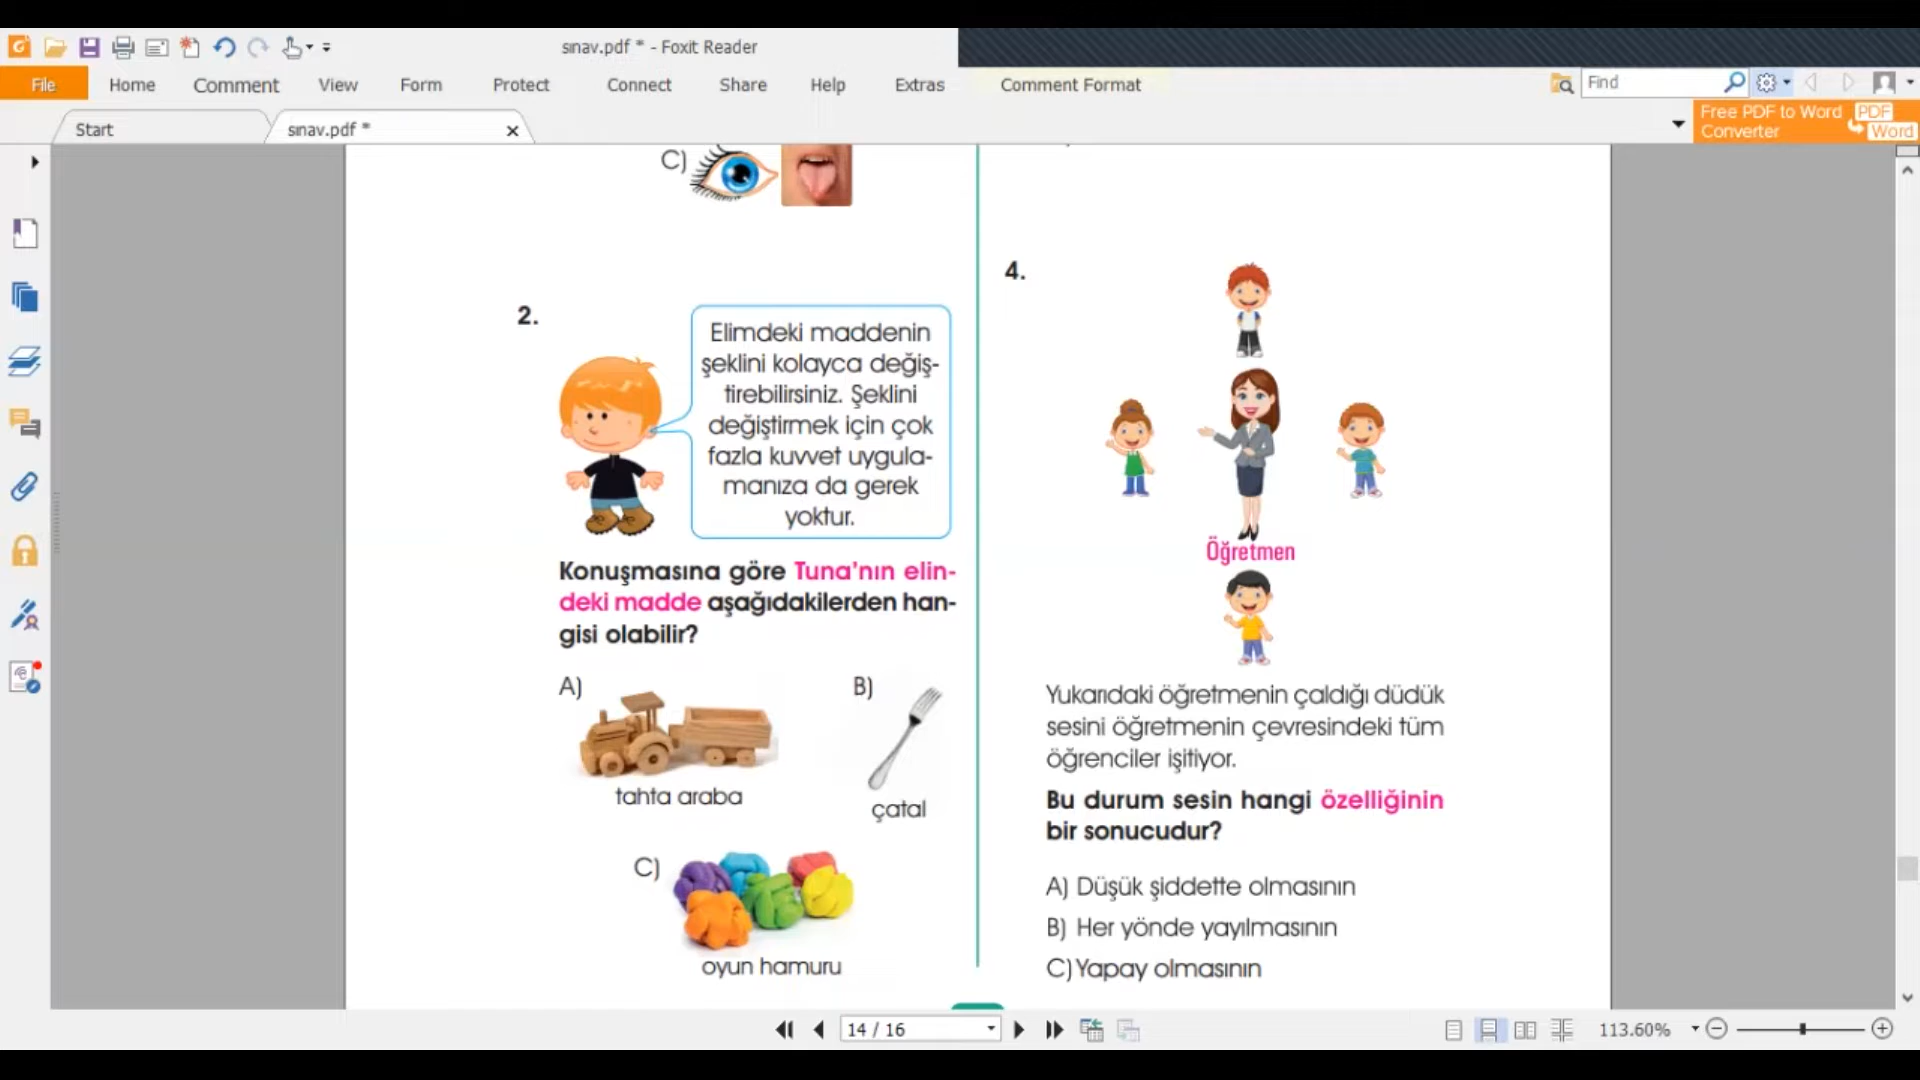 sınav.pdf * - Foxit Reader
File Home Comment View Form Protect Connect Share Help Extras Comment Format
Find
Free PDF to Word Converter
PDF
Word
Start
sınav.pdf *
C)
2.
Elimdeki maddenin
şeklini kolayca değiş-
tirebilirsiniz. Şeklini
değiştirmek için çok
fazla kuvvet uygula-
manıza da gerek
yoktur.
Konuşmasına göre Tuna'nın elin-
deki madde aşağıdakilerden han-
gisi olabilir?
A)
B)
tahta araba
çatal
C)
oyun hamuru
4.
Öğretmen
Yukarıdaki öğretmenin çaldığı düdük
sesini öğretmenin çevresindeki tüm
öğrenciler işitiyor.
Bu durum sesin hangi özelliğinin
bir sonucudur?
A) Düşük şiddette olmasının
B) Her yönde yayılmasının
C) Yapay olmasının
14 / 16
113.60%